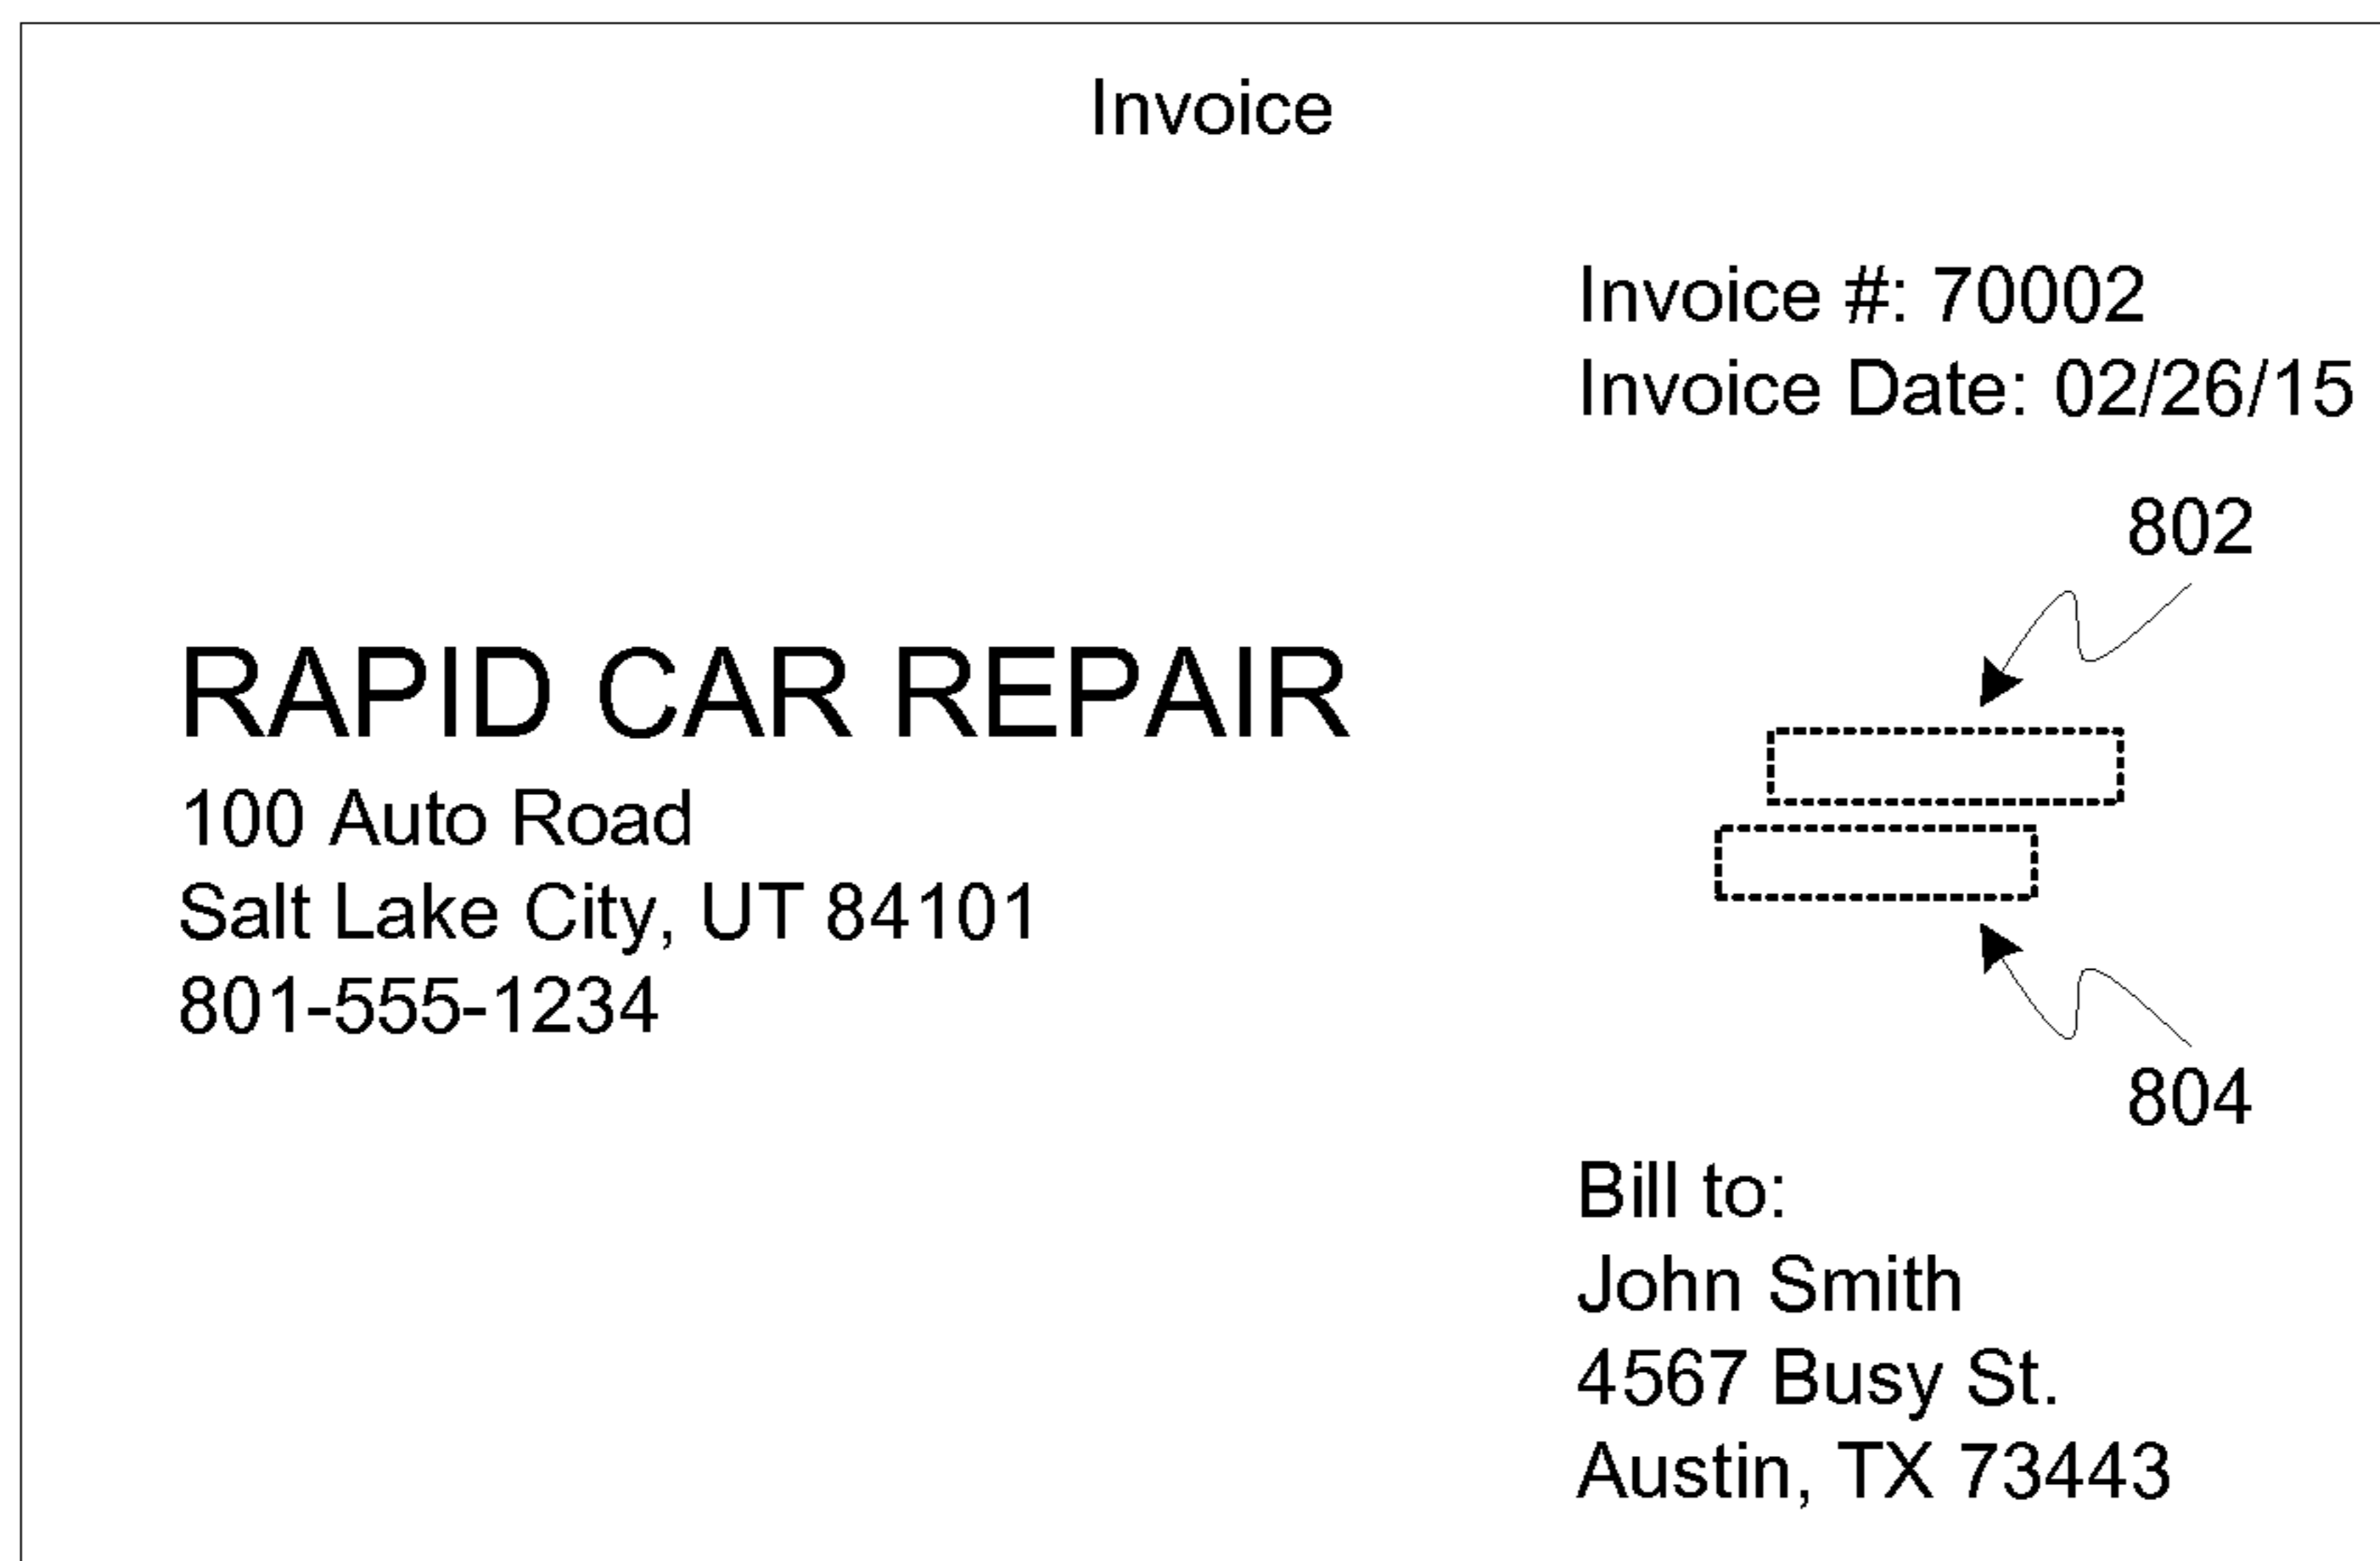 Invoice
Invoice #: 70002
Invoice Date: 02/26/15
802
RAPID CAR REPAIR
100 Auto Road
Salt Lake City, UT 84101
801-555-1234
804
Bill to:
John Smith
4567 Busy St.
Austin, TX 73443